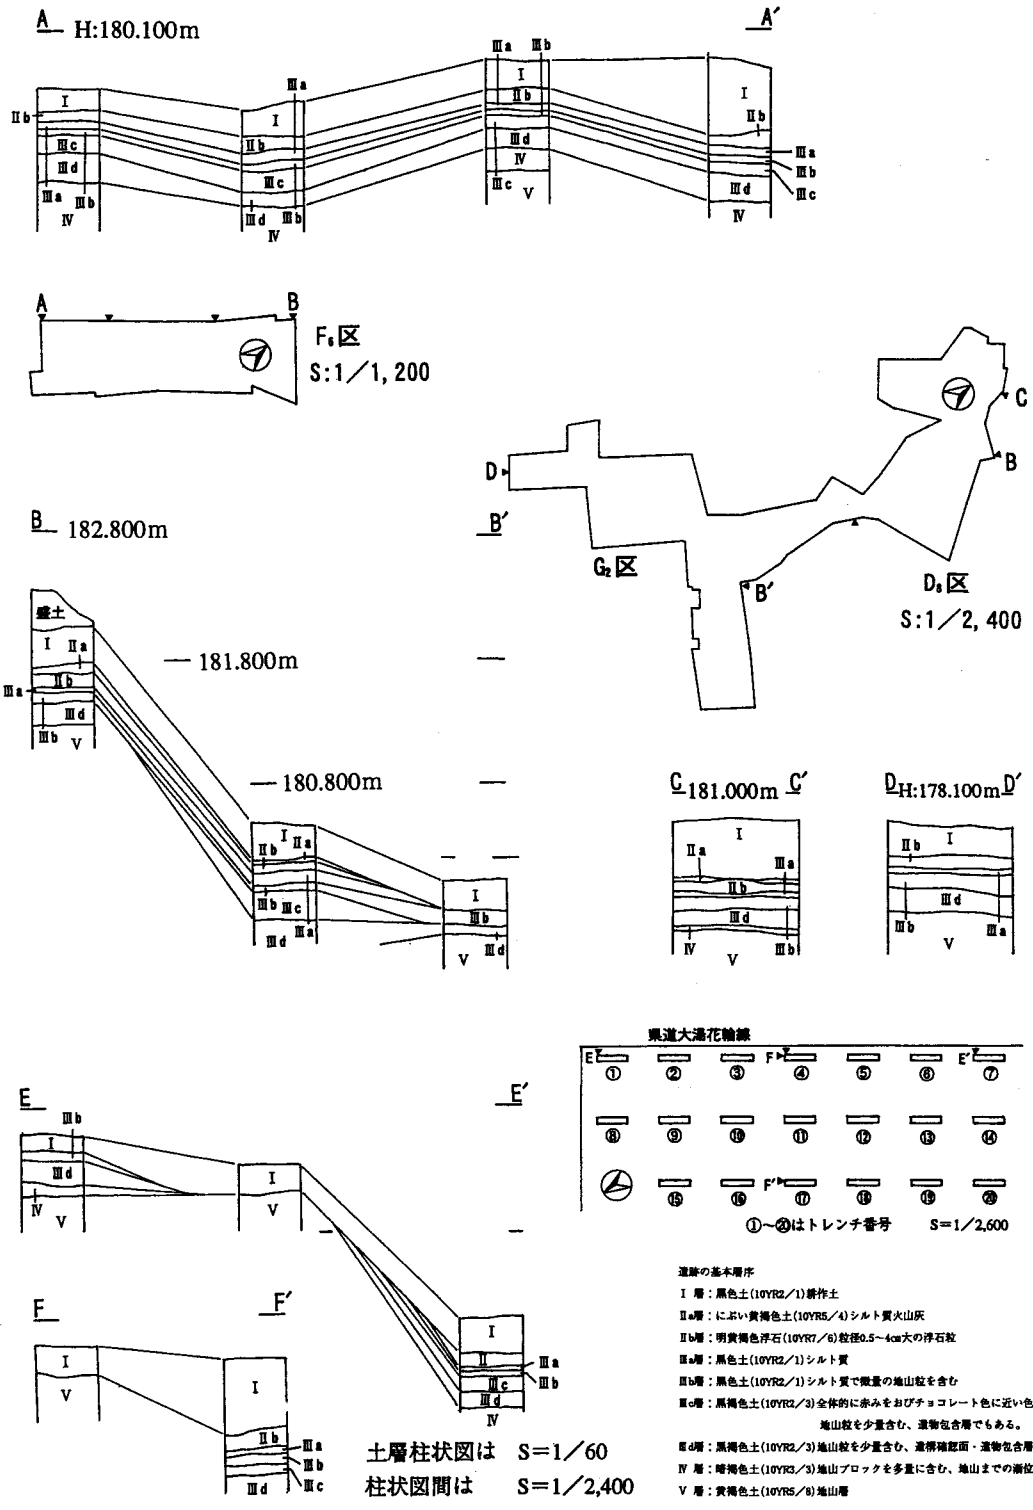 A H:180.100m A′
Ⅲa Ⅲb
Ⅰ Ⅱb Ⅲc Ⅲd Ⅲa Ⅲb Ⅳ
Ⅲa Ⅰ Ⅱb Ⅲc Ⅲd Ⅲb Ⅳ
Ⅰ Ⅱb Ⅲd Ⅳ Ⅲc Ⅴ
Ⅰ Ⅱb Ⅲa Ⅲb Ⅲc Ⅲd Ⅳ
A B
F₆区
S:1/1,200
C
B
D
G₂区
B′
D₈区
S:1/2,400
B 182.800m B′
盛土
Ⅰ Ⅱa
Ⅲa Ⅱb
Ⅲd
Ⅲb Ⅴ
181.800m
180.800m
Ⅰ Ⅱa
Ⅱb
Ⅲb Ⅲc
Ⅲd Ⅲa
Ⅰ
Ⅱb
Ⅴ Ⅲd
C 181.000m C′
Ⅰ
Ⅱa Ⅲa
Ⅱb
Ⅲd
Ⅳ Ⅴ Ⅲb
D H:178.100m D′
Ⅰ
Ⅱb
Ⅲd
Ⅲb Ⅲa
Ⅴ
県道大湯花輪線
E ① ② ③ F ④ ⑤ ⑥ E′ ⑦
⑧ ⑨ ⑩ ⑪ ⑫ ⑬ ⑭
⑮ ⑯ F′ ⑰ ⑱ ⑲ ⑳
①~⑳はトレンチ番号 S=1/2,600
E E′
Ⅲb
Ⅰ
Ⅲd
Ⅳ Ⅴ
Ⅰ
Ⅴ
Ⅰ
Ⅱ Ⅲa
Ⅲb
Ⅲc
Ⅲd
Ⅳ
F F′
Ⅰ
Ⅴ
Ⅰ
Ⅱb
Ⅲa
Ⅲb
Ⅲd Ⅲc
土層柱状図は S=1/60
柱状図間は S=1/2,400
遺跡の基本層序
Ⅰ 層:黒色土(10YR2/1)耕作土
Ⅱa層:にぶい黄褐色土(10YR5/4)シルト質火山灰
Ⅱb層:明黄褐色浮石(10YR7/6)粒径0.5~4cm大の浮石粒
Ⅲa層:黒色土(10YR2/1)シルト質
Ⅲb層:黒色土(10YR2/1)シルト質で微量の地山粒を含む
Ⅲc層:黒褐色土(10YR2/3)全体的に赤みをおびチョコレート色に近い色
地山粒を少量含む、遺物包含層でもある。
Ⅲd層:黒褐色土(10YR2/3)地山粒を少量含む、遺構確認面・遺物包含層
Ⅳ 層:暗褐色土(10YR3/3)地山ブロックを多量に含む、地山までの漸位
Ⅴ 層:黄褐色土(10YR5/8)地山層